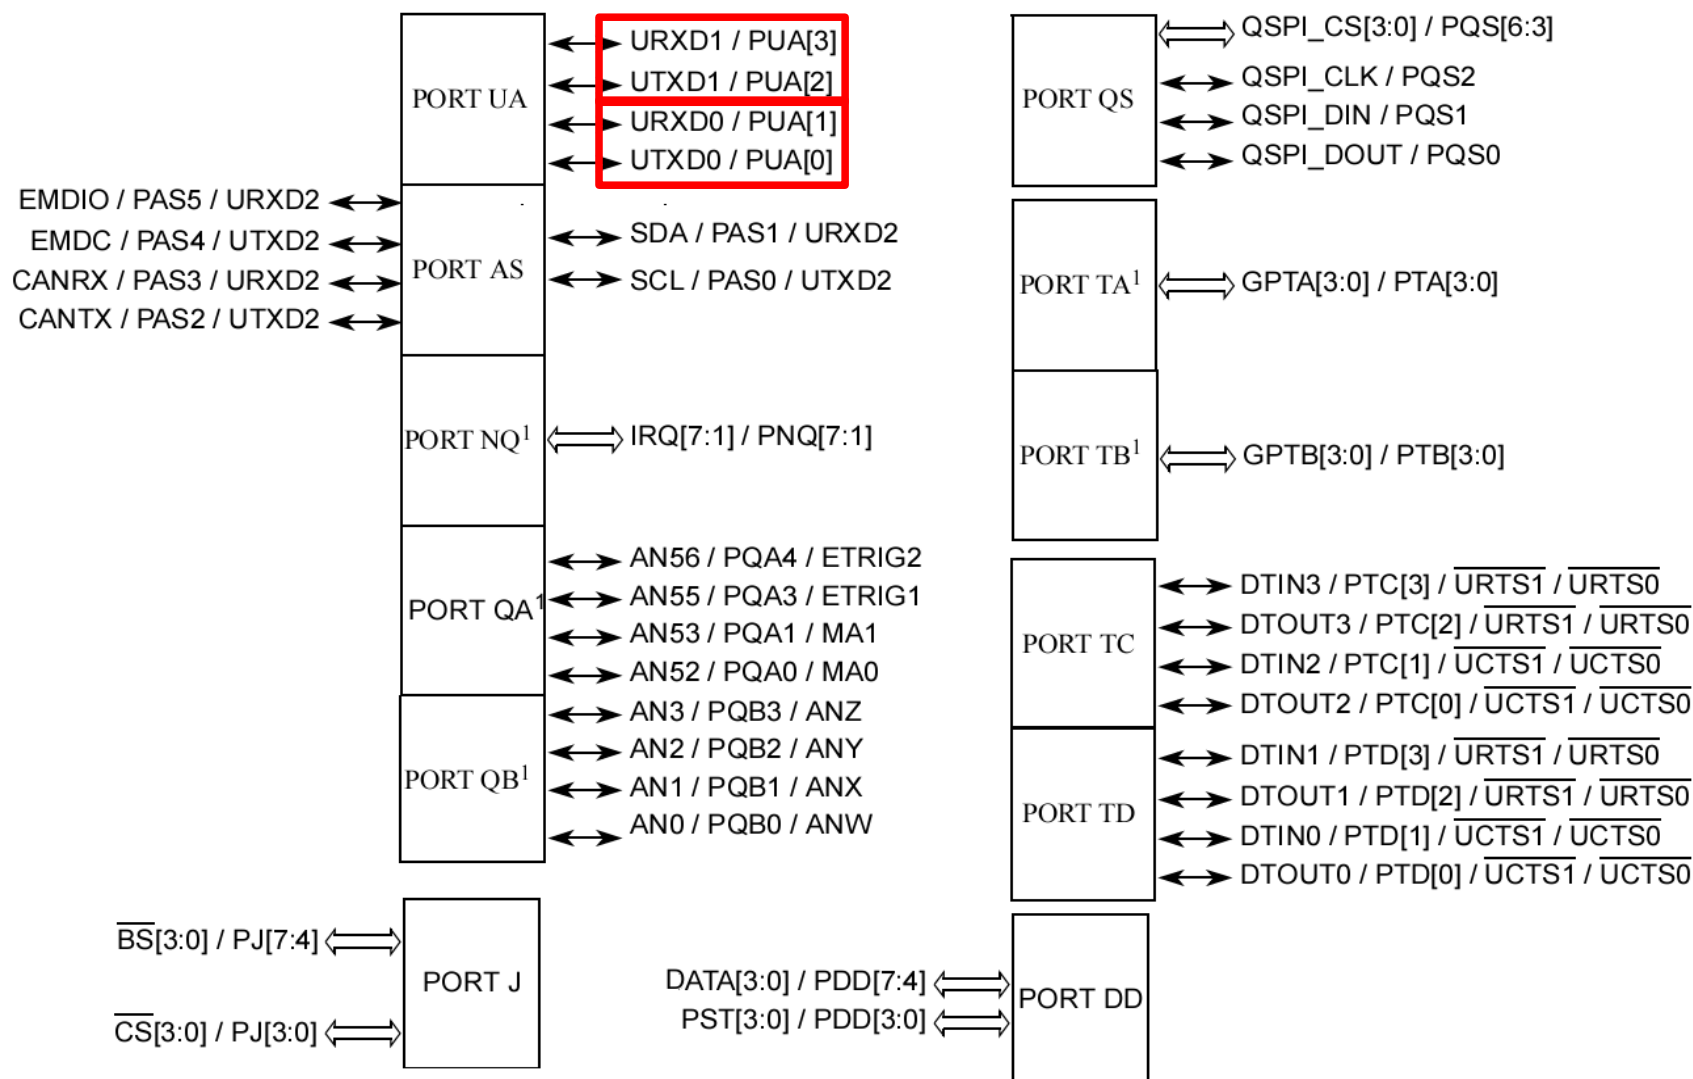 PORT UA
URXD1 / PUA[3]
UTXD1 / PUA[2]
URXD0 / PUA[1]
UTXD0 / PUA[0]
EMDIO / PAS5 / URXD2
EMDC / PAS4 / UTXD2
CANRX / PAS3 / URXD2
CANTX / PAS2 / UTXD2
PORT AS
SDA / PAS1 / URXD2
SCL / PAS0 / UTXD2
PORT NQ1
IRQ[7:1] / PNQ[7:1]
PORT QA1
AN56 / PQA4 / ETRIG2
AN55 / PQA3 / ETRIG1
AN53 / PQA1 / MA1
AN52 / PQA0 / MA0
PORT QB1
AN3 / PQB3 / ANZ
AN2 / PQB2 / ANY
AN1 / PQB1 / ANX
AN0 / PQB0 / ANW
BS[3:0] / PJ[7:4]
CS[3:0] / PJ[3:0]
PORT J
PORT QS
QSPI_CS[3:0] / PQS[6:3]
QSPI_CLK / PQS2
QSPI_DIN / PQS1
QSPI_DOUT / PQS0
PORT TA1
GPTA[3:0] / PTA[3:0]
PORT TB1
GPTB[3:0] / PTB[3:0]
PORT TC
DTIN3 / PTC[3] / URTS1 / URTS0
DTOUT3 / PTC[2] / URTS1 / URTS0
DTIN2 / PTC[1] / UCTS1 / UCTS0
DTOUT2 / PTC[0] / UCTS1 / UCTS0
PORT TD
DTIN1 / PTD[3] / URTS1 / URTS0
DTOUT1 / PTD[2] / URTS1 / URTS0
DTIN0 / PTD[1] / UCTS1 / UCTS0
DTOUT0 / PTD[0] / UCTS1 / UCTS0
DATA[3:0] / PDD[7:4]
PST[3:0] / PDD[3:0]
PORT DD